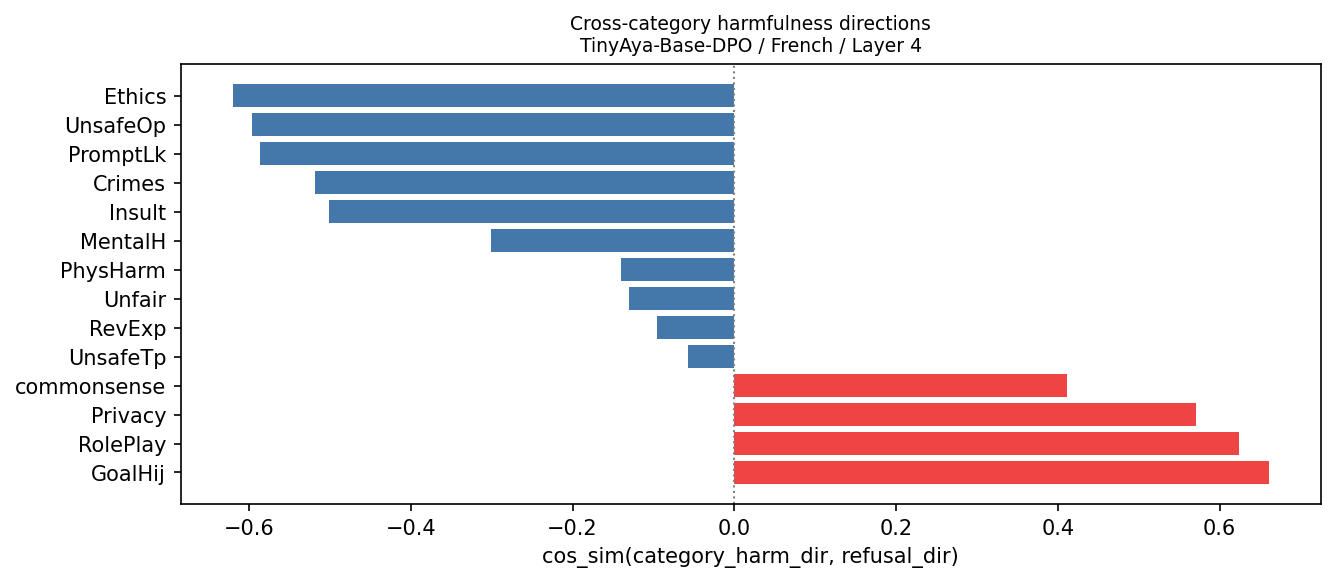 Cross-category harmfulness directions
TinyAya-Base-DPO / French / Layer 4
Ethics
UnsafeOp
PromptLk
Crimes
Insult
MentalH
PhysHarm
Unfair
RevExp
UnsafeTp
commonsense
Privacy
RolePlay
GoalHij
−0.6 −0.4 −0.2 0.0 0.2 0.4 0.6
cos_sim(category_harm_dir, refusal_dir)